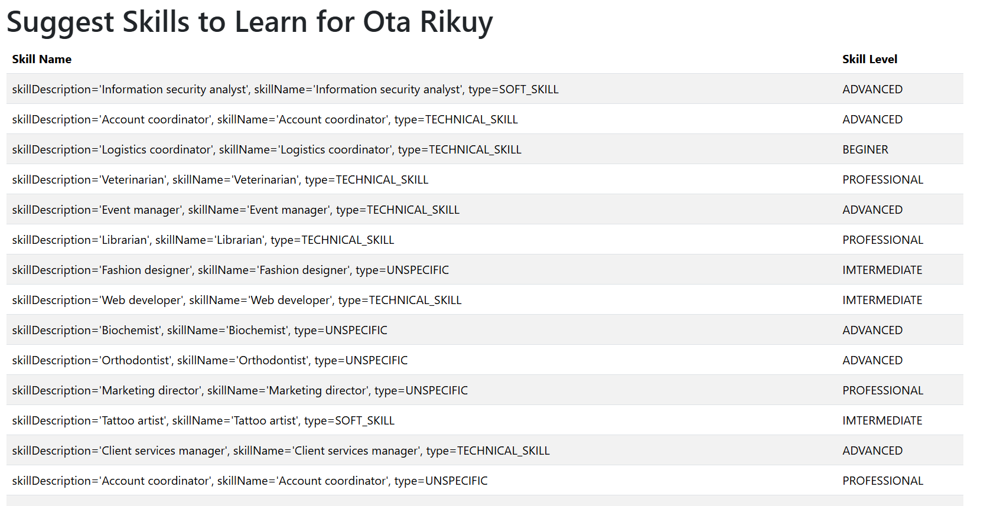 Suggest Skills to Learn for Ota Rikuy
Skill Name Skill Level
skillDescription='Information security analyst', skillName='Information security analyst', type=SOFT_SKILL ADVANCED
skillDescription='Account coordinator', skillName='Account coordinator', type=TECHNICAL_SKILL ADVANCED
skillDescription='Logistics coordinator', skillName='Logistics coordinator', type=TECHNICAL_SKILL BEGINER
skillDescription='Veterinarian', skillName='Veterinarian', type=TECHNICAL_SKILL PROFESSIONAL
skillDescription='Event manager', skillName='Event manager', type=TECHNICAL_SKILL ADVANCED
skillDescription='Librarian', skillName='Librarian', type=TECHNICAL_SKILL PROFESSIONAL
skillDescription='Fashion designer', skillName='Fashion designer', type=UNSPECIFIC IMTERMEDIATE
skillDescription='Web developer', skillName='Web developer', type=TECHNICAL_SKILL IMTERMEDIATE
skillDescription='Biochemist', skillName='Biochemist', type=UNSPECIFIC ADVANCED
skillDescription='Orthodontist', skillName='Orthodontist', type=UNSPECIFIC ADVANCED
skillDescription='Marketing director', skillName='Marketing director', type=UNSPECIFIC PROFESSIONAL
skillDescription='Tattoo artist', skillName='Tattoo artist', type=SOFT_SKILL IMTERMEDIATE
skillDescription='Client services manager', skillName='Client services manager', type=TECHNICAL_SKILL ADVANCED
skillDescription='Account coordinator', skillName='Account coordinator', type=UNSPECIFIC PROFESSIONAL